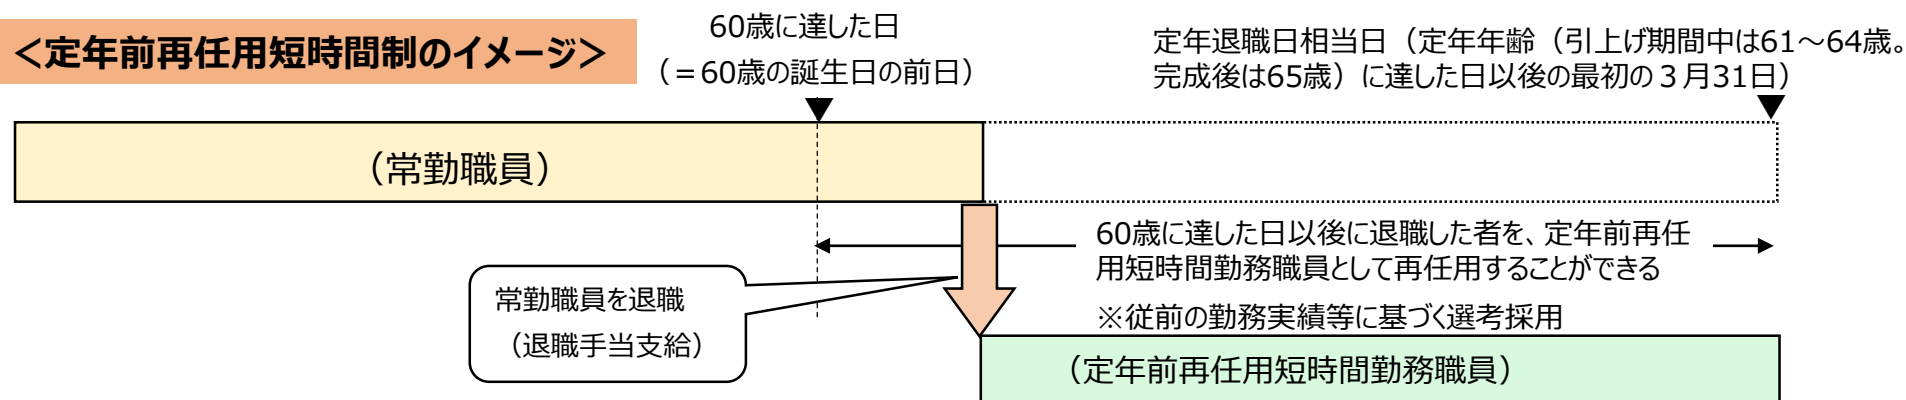 ＜定年前再任用短時間制のイメージ＞
60歳に達した日
（＝60歳の誕生日の前日）
定年退職日相当日（定年年齢（引上げ期間中は61～64歳。
完成後は65歳）に達した日以後の最初の３月31日）
（常勤職員）
60歳に達した日以後に退職した者を、定年前再任
用短時間勤務職員として再任用することができる
※従前の勤務実績等に基づく選考採用
常勤職員を退職
（退職手当支給）
（定年前再任用短時間勤務職員）